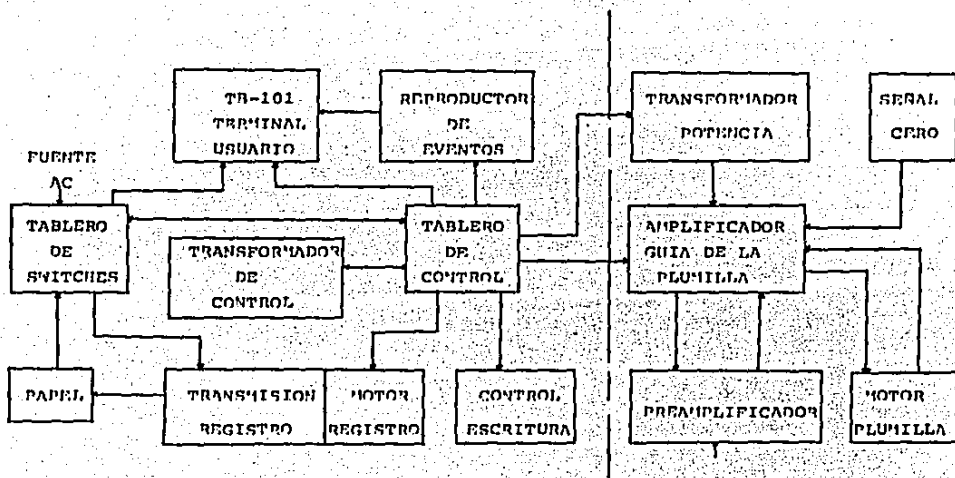 TB-101
TERMINAL
USUARIO
REPRODUCTOR
DE
EVENTOS
TRANSFORMADOR
POTENCIA
SEÑAL
CERO
FUENTE
AC
TABLERO
DE
SWITCHES
TRANSFORMADOR
DE
CONTROL
TABLERO
DE
CONTROL
AMPLIFICADOR
GUIA DE LA
PLUMILLA
PAPEL
TRANSMISION
REGISTRO
MOTOR
REGISTRO
CONTROL
ESCRITURA
PREAMPLIFICADOR
MOTOR
PLUMILLA